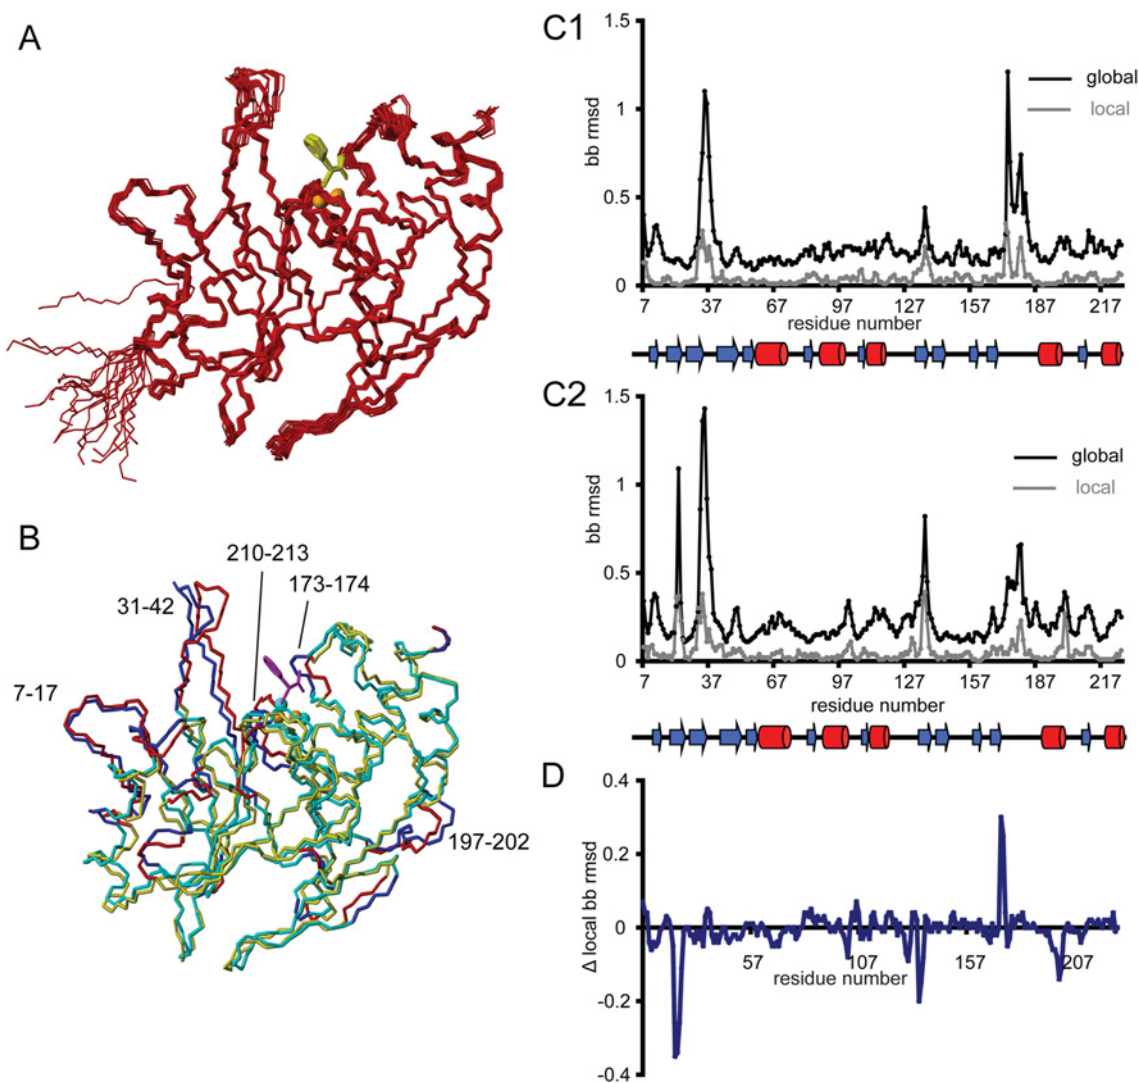 A
B
210-213
173-174
31-42
7-17
197-202
C1
1.5
1
0.5
0
bb rmsd
global
local
7 37 67 97 127 157 187 217
residue number
C2
1.5
1
0.5
0
bb rmsd
global
local
7 37 67 97 127 157 187 217
residue number
D
0.4
0.2
0
-0.2
-0.4
Δ local bb rmsd
57 107 157 207
residue number